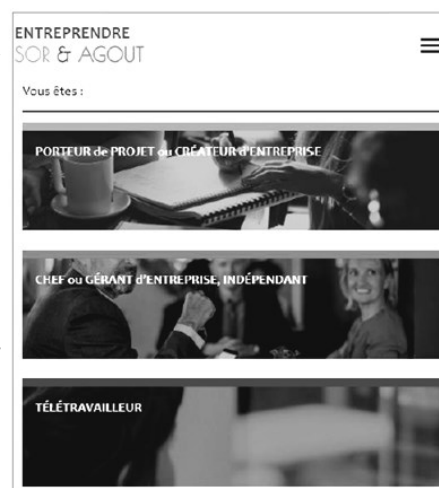 ENTREPRENDRE
SOR & AGOUT
Vous êtes :
PORTEUR de PROJET ou CRÉATEUR d'ENTREPRISE
CHEF ou GÉRANT d'ENTREPRISE, INDÉPENDANT
TÉLÉTRAVAILLEUR